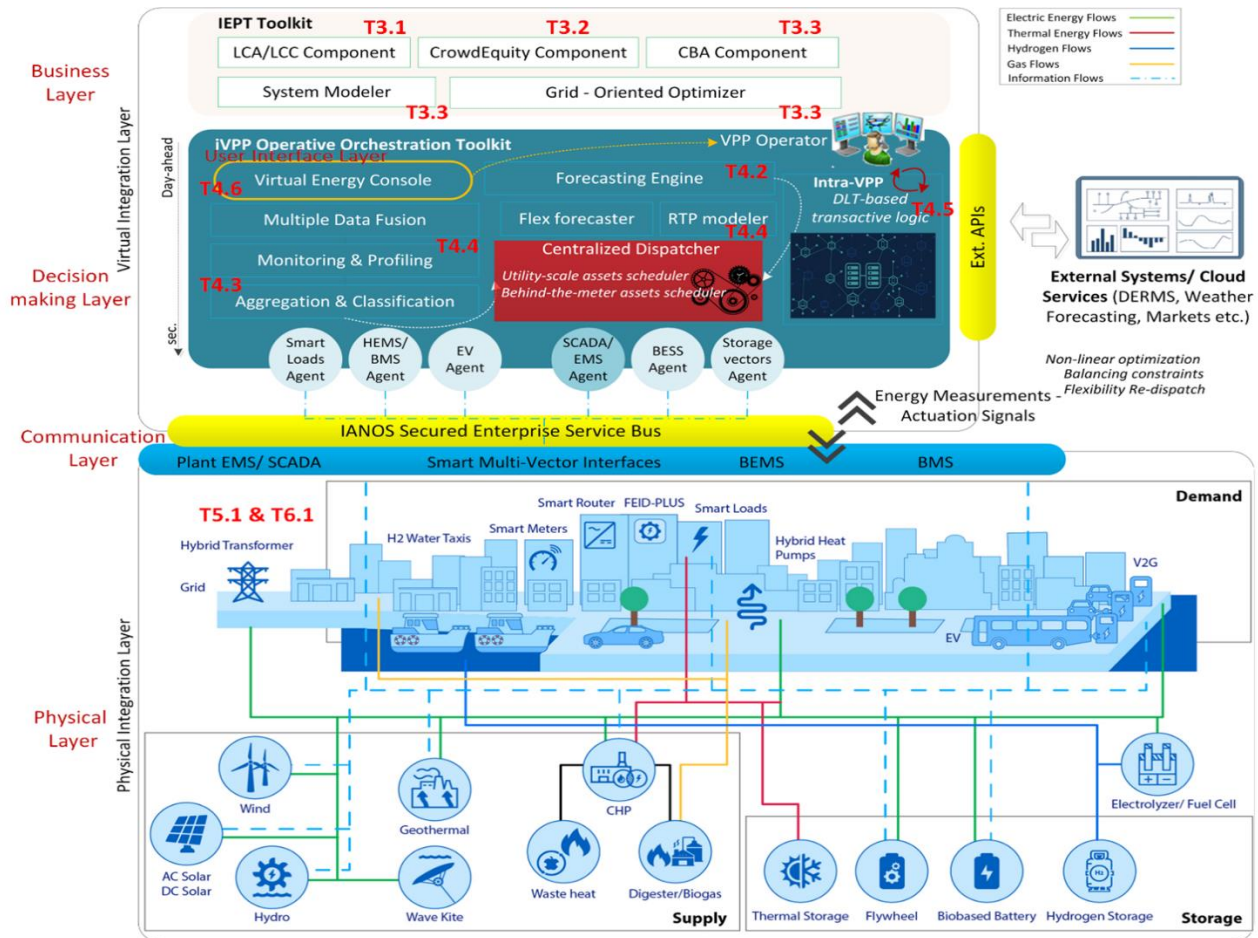 IEPT Toolkit
T3.1
T3.2
T3.3
LCA/LCC Component
CrowdEquity Component
CBA Component
System Modeler
Grid - Oriented Optimizer
T3.3
T3.3
Electric Energy Flows
Thermal Energy Flows
Hydrogen Flows
Gas Flows
Information Flows
Business
Layer
Virtual Integration Layer
Day-ahead
sec.
iVPP Operative Orchestration Toolkit
User Interface Layer
VPP Operator
T4.6
Virtual Energy Console
Forecasting Engine
T4.2
Intra-VPP
DLT-based
transactive logic
T4.5
Multiple Data Fusion
Flex forecaster
RTP modeler
T4.4
T4.4
Monitoring & Profiling
Centralized Dispatcher
Utility-scale assets scheduler
Behind-the-meter assets scheduler
T4.3
Aggregation & Classification
Decision
making Layer
Ext. APIs
External Systems/ Cloud
Services (DERMS, Weather
Forecasting, Markets etc.)
Smart
Loads
Agent
HEMS/
BMS
Agent
EV
Agent
SCADA/
EMS
Agent
BESS
Agent
Storage
vectors
Agent
Non-linear optimization
Balancing constraints
Flexibility Re-dispatch
Energy Measurements -
Actuation Signals
Communication
Layer
IANOS Secured Enterprise Service Bus
Plant EMS/ SCADA
Smart Multi-Vector Interfaces
BEMS
BMS
Demand
T5.1 & T6.1
Hybrid Transformer
Grid
H2 Water Taxis
Smart Meters
Smart Router
FEID-PLUS
Smart Loads
Hybrid Heat
Pumps
V2G
EV
Physical
Layer
Physical Integration Layer
Wind
Geothermal
CHP
Electrolyzer/ Fuel Cell
AC Solar
DC Solar
Hydro
Wave Kite
Waste heat
Digester/Biogas
Supply
Thermal Storage
Flywheel
Biobased Battery
H2
Hydrogen Storage
Storage